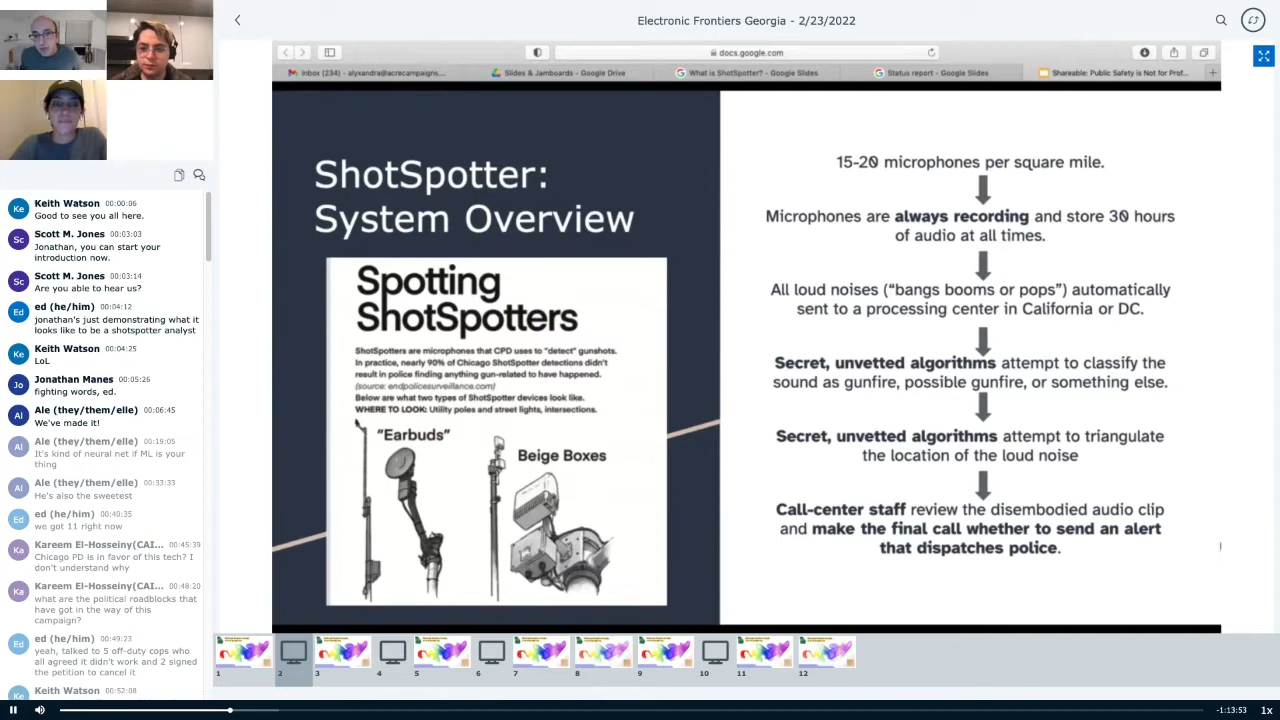 Electronic Frontiers Georgia - 2/23/2022
docs.google.com
Inbox (234) - alyxandra@acrecampaigns....
Slides & Jamboards - Google Drive
What is ShotSpotter? - Google Slides
Status report - Google Slides
Shareable: Public Safety is Not for Prof...
Ke
Keith Watson 00:00:06
Good to see you all here.
Sc
Scott M. Jones 00:03:03
Jonathan, you can start your
introduction now.
Scott M. Jones 00:03:14
Are you able to hear us?
Ed
ed (he/him) 00:04:12
jonathan's just demonstrating what it
looks like to be a shotspotter analyst
Ke
Keith Watson 00:04:25
LoL
Jo
Jonathan Manes 00:05:26
fighting words, ed.
Al
Ale (they/them/elle) 00:06:45
We've made it!
Al
Ale (they/them/elle) 00:19:05
It's kind of neural net if ML is your
thing
Al
Ale (they/them/elle) 00:33:33
He's also the sweetest
Ed
ed (he/him) 00:40:35
we got 11 right now
Ka
Kareem El-Hosseiny(CAI... 00:45:39
Chicago PD is in favor of this tech? I
don't understand why
Ka
Kareem El-Hosseiny(CAI... 00:48:20
what are the political roadblocks that
have got in the way of this
campaign?
Ed
ed (he/him) 00:49:23
yeah, talked to 5 off-duty cops who
all agreed it didn't work and 2 signed
the petition to cancel it
Ke
Keith Watson 00:52:08
ShotSpotter:
System Overview
Spotting
ShotSpotters
ShotSpotters are microphones that CPD uses to "detect" gunshots.
In practice, nearly 90% of Chicago ShotSpotter detections didn't
result in police finding anything gun-related to have happened.
(source: endpolicesurveillance.com)
Below are what two types of ShotSpotter devices look like.
WHERE TO LOOK: Utility poles and street lights, intersections.
"Earbuds"
Beige Boxes
15-20 microphones per square mile.
Microphones are always recording and store 30 hours
of audio at all times.
All loud noises ("bangs booms or pops") automatically
sent to a processing center in California or DC.
Secret, unvetted algorithms attempt to classify the
sound as gunfire, possible gunfire, or something else.
Secret, unvetted algorithms attempt to triangulate
the location of the loud noise
Call-center staff review the disembodied audio clip
and make the final call whether to send an alert
that dispatches police.
1
2
3
4
5
6
7
8
9
10
11
12
-1:13:53
1x